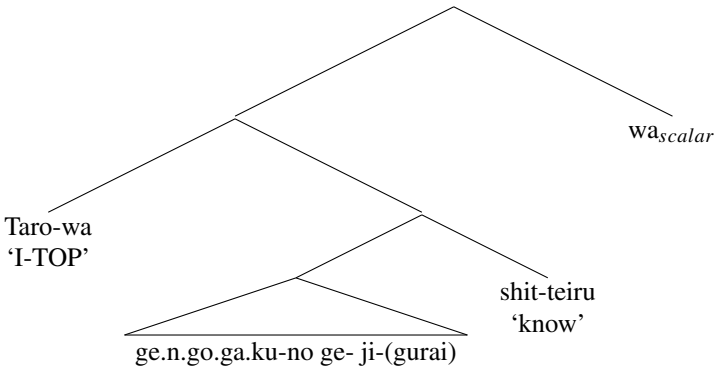 wa_scalar
Taro-wa
‘I-TOP’
shit-teiru
‘know’
ge.n.go.ga.ku-no ge- ji-(gurai)